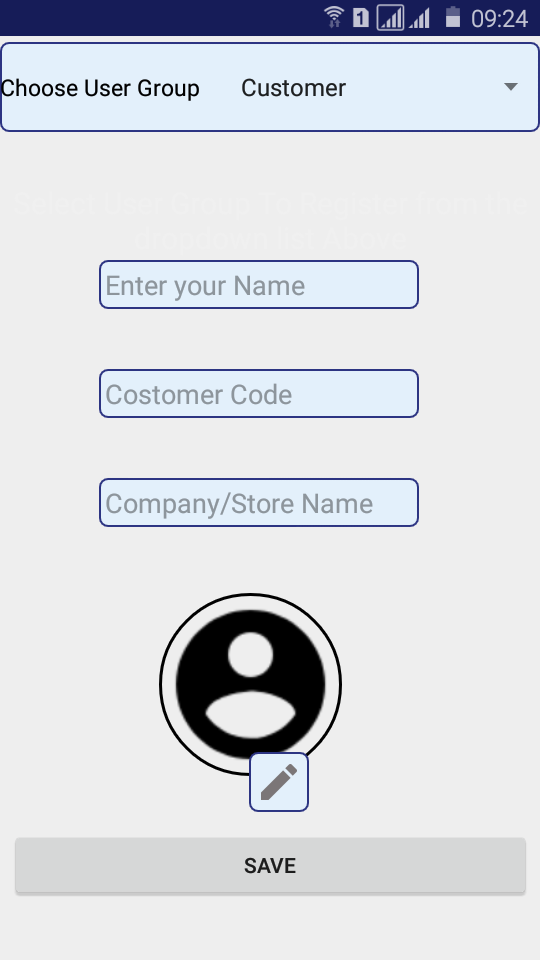 1 09:24
Choose User Group Customer
Select User Group To Register from the
dropdown list Above
Enter your Name
Costomer Code
Company/Store Name
SAVE